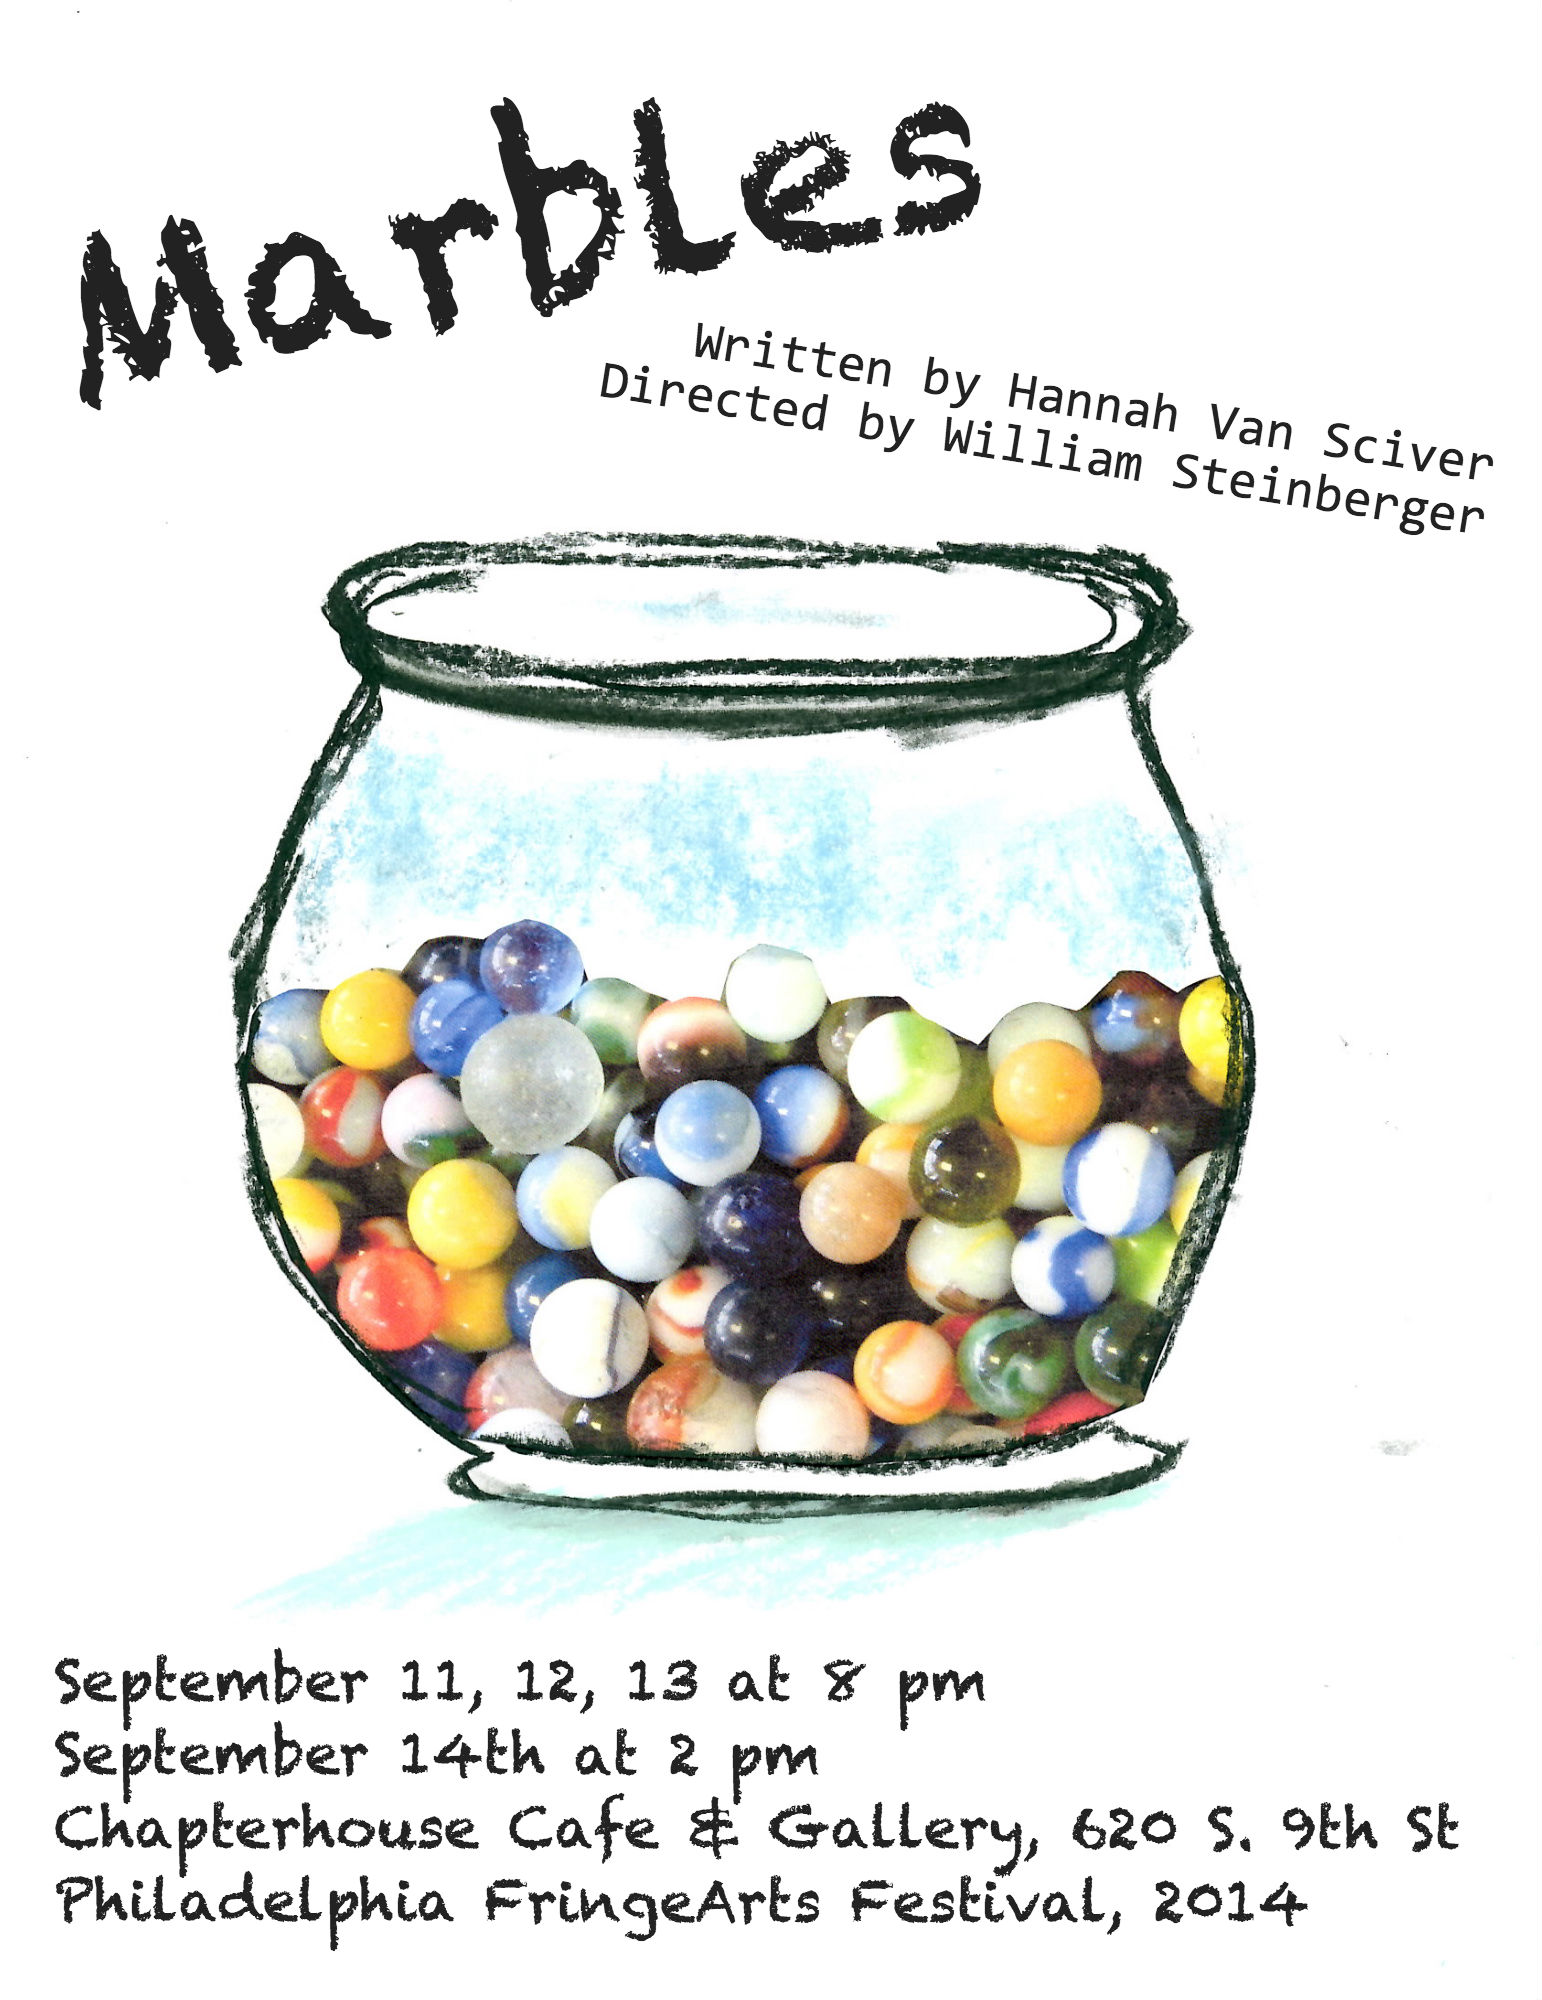 Marbles
Written by Hannah Van Sciver
Directed by William Steinberger
September 11, 12, 13 at 8 pm
September 14th at 2 pm
Chapterhouse Cafe & Gallery, 620 S. 9th St
Philadelphia FringeArts Festival, 2014